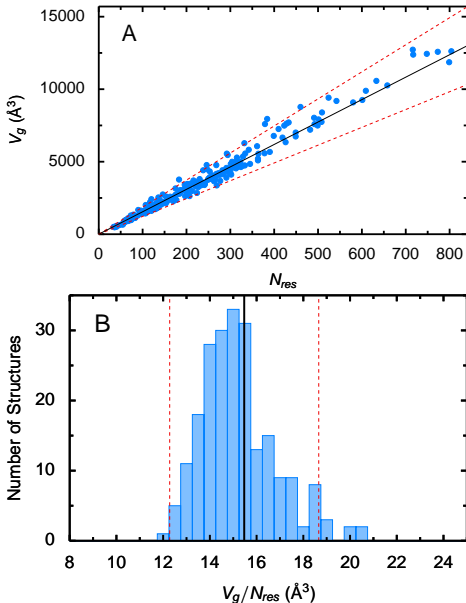 A
15000
10000
5000
0
V_g (Å³)
0 100 200 300 400 500 600 700 800
N_res
B
30
20
10
0
Number of Structures
8 10 12 14 16 18 20 22 24
V_g/N_res (Å³)